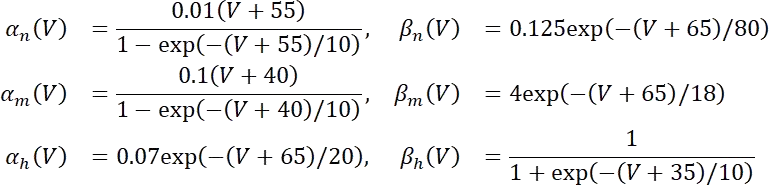 αₙ(V) = 0.01(V + 55) / 1 − exp(−(V + 55)/10), βₙ(V) = 0.125exp(−(V + 65)/80)
αₘ(V) = 0.1(V + 40) / 1 − exp(−(V + 40)/10), βₘ(V) = 4exp(−(V + 65)/18)
αₕ(V) = 0.07exp(−(V + 65)/20), βₕ(V) = 1 / 1 + exp(−(V + 35)/10)